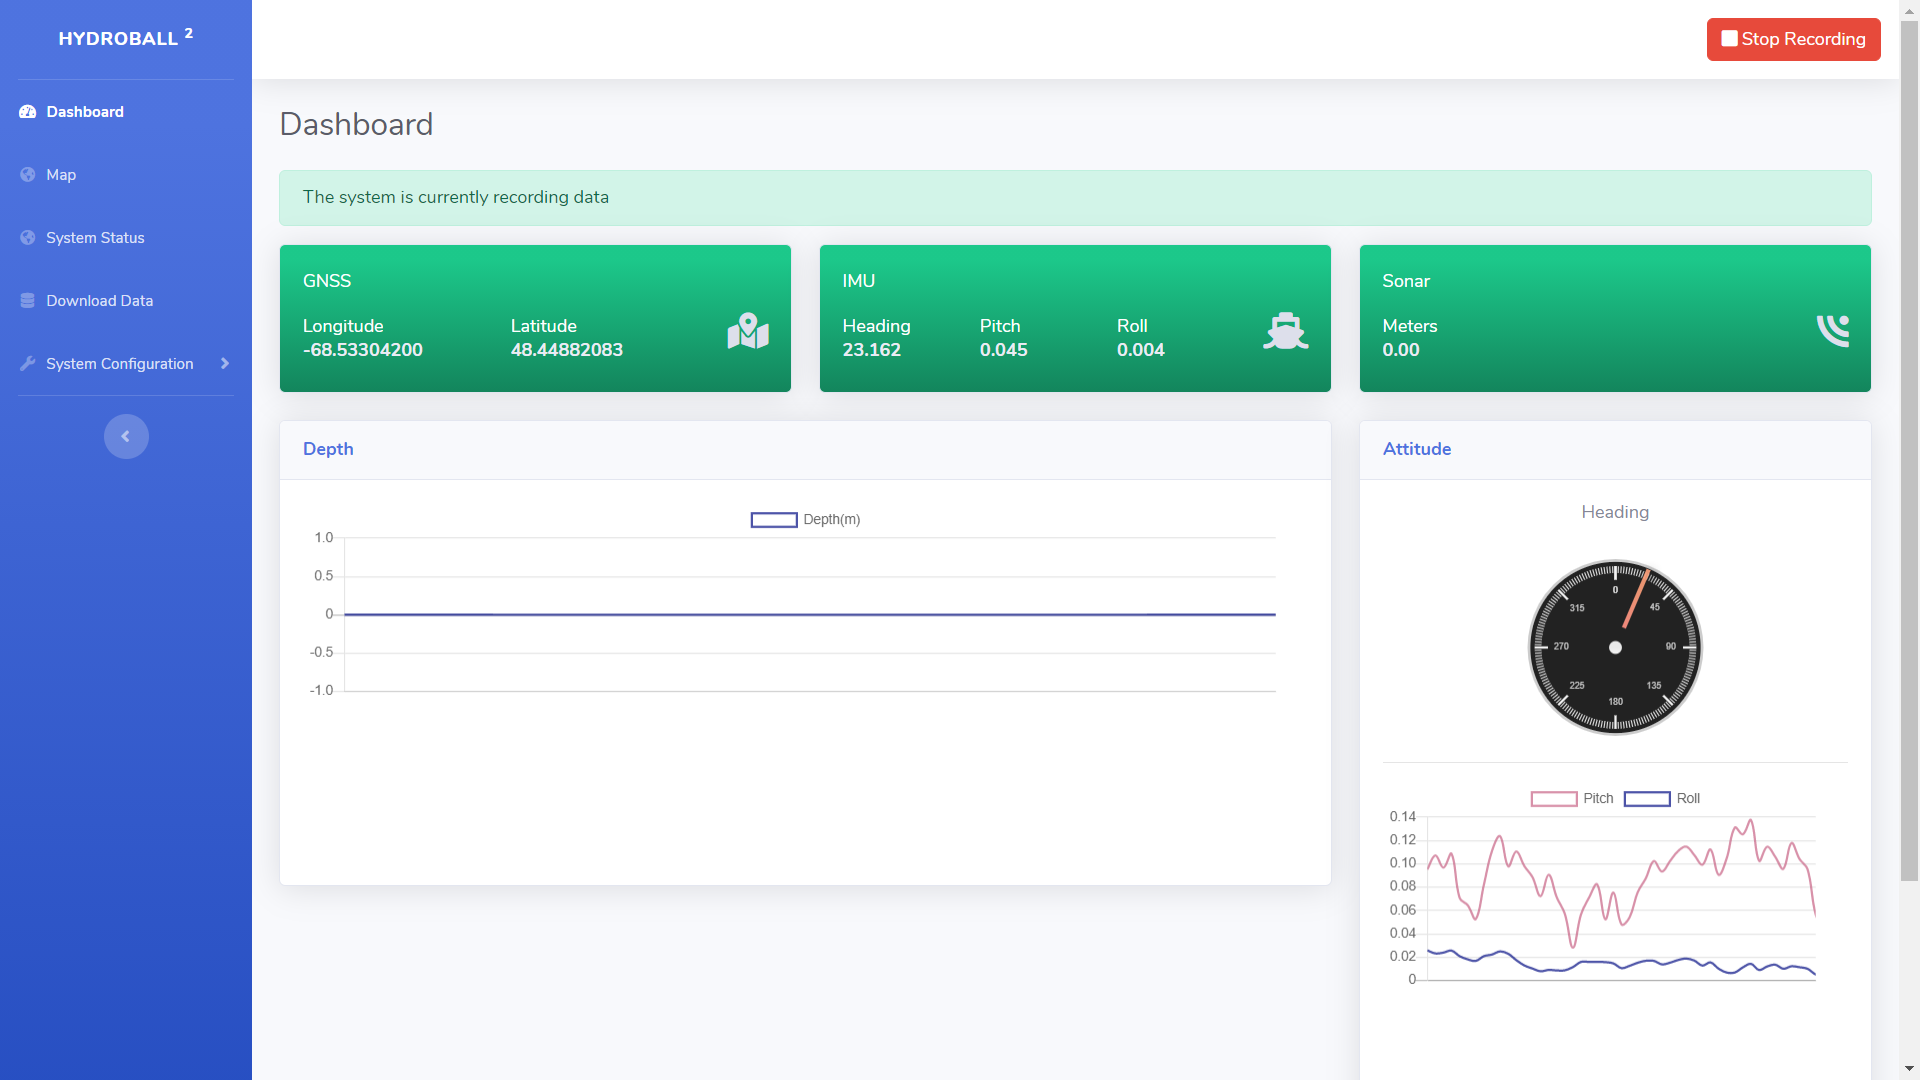 HYDROBALL 2
Stop Recording
Dashboard
Map
System Status
Download Data
System Configuration
Dashboard
The system is currently recording data
GNSS
Longitude Latitude
-68.53304200 48.44882083
IMU
Heading Pitch Roll
23.162 0.045 0.004
Sonar
Meters
0.00
Depth
Depth(m)
1.0
0.5
0
-0.5
-1.0
Attitude
Heading
0
45
90
135
180
225
270
315
Pitch Roll
0.14
0.12
0.10
0.08
0.06
0.04
0.02
0